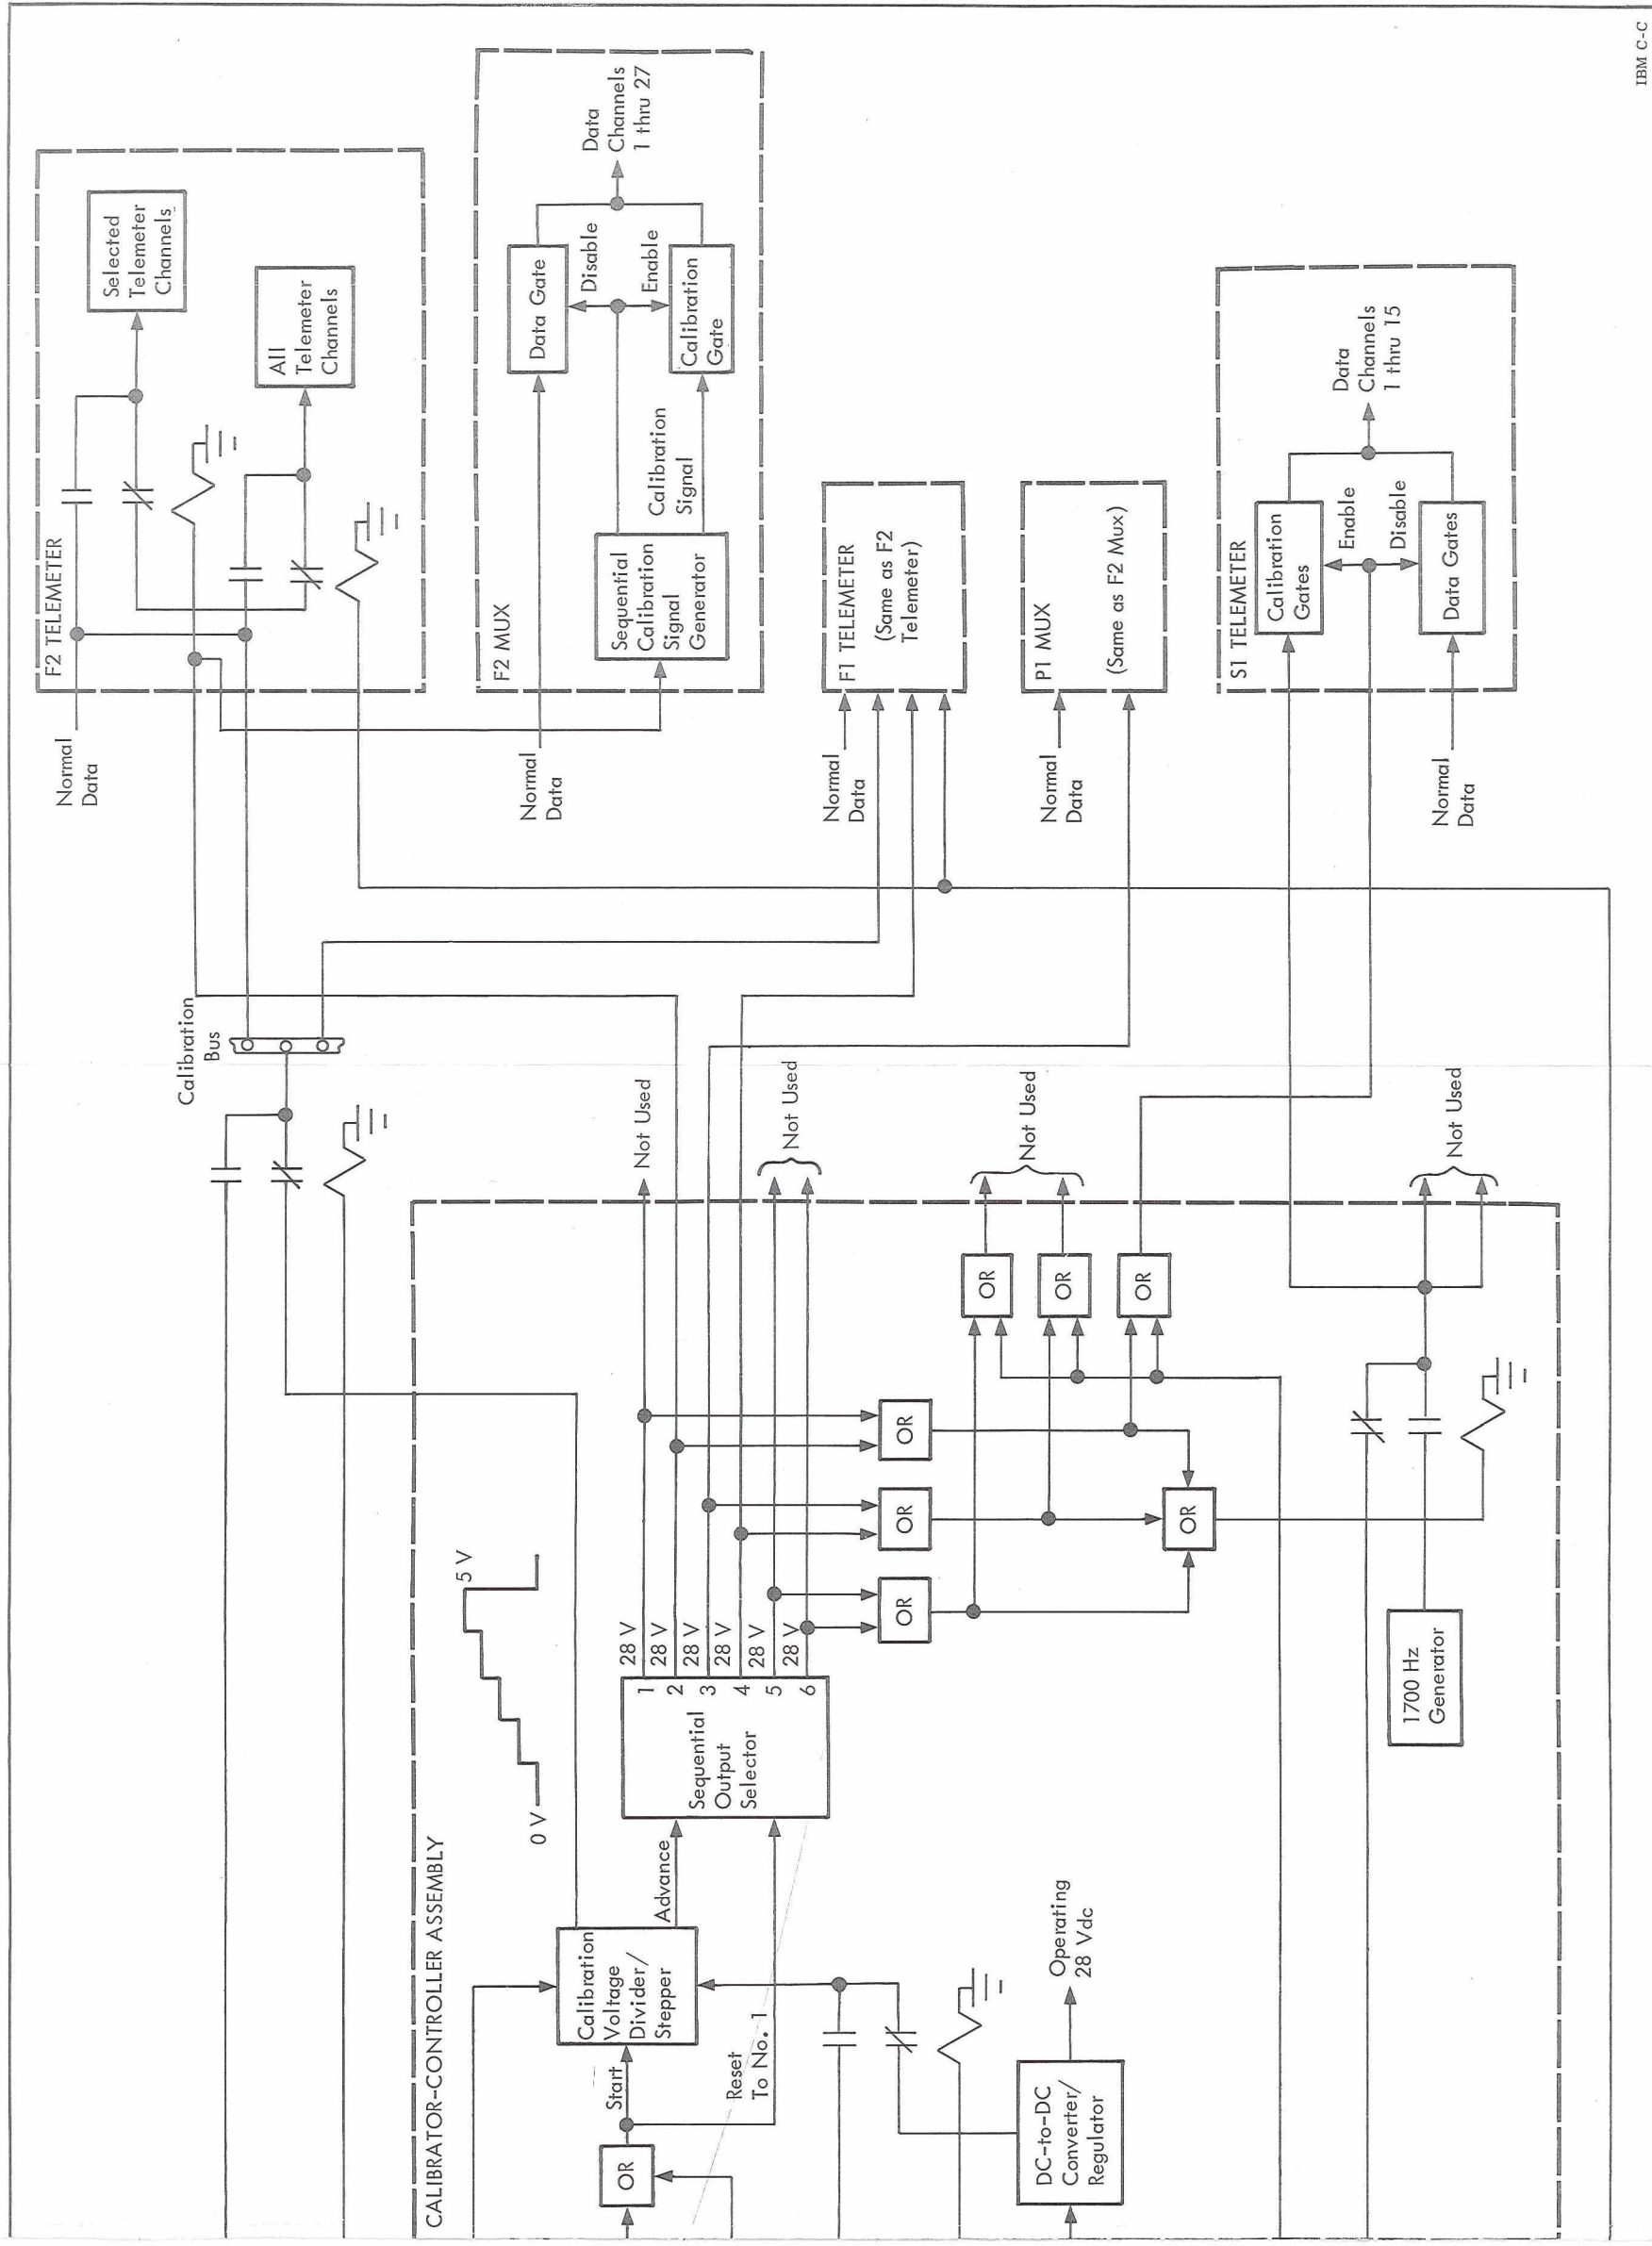 IBM C-C
CALIBRATOR-CONTROLLER ASSEMBLY
OR
Start
Reset
To No. 1
Calibration
Voltage
Divider/
Stepper
Advance
DC-to-DC
Converter/
Regulator
Operating
28 Vdc
0 V
5 V
Sequential
Output
Selector
1
2
3
4
5
6
28 V
28 V
28 V
28 V
28 V
28 V
1700 Hz
Generator
OR
OR
OR
OR
OR
OR
OR
Not Used
Not Used
Not Used
Not Used
Calibration
Bus
Normal
Data
F2 TELEMETER
Selected
Telemeter
Channels
All
Telemeter
Channels
Normal
Data
F2 MUX
Sequential
Calibration
Signal
Generator
Calibration
Signal
Data Gate
Disable
Enable
Calibration
Gate
Data
Channels
1 thru 27
Normal
Data
F1 TELEMETER
(Same as F2
Telemeter)
Normal
Data
P1 MUX
(Same as F2 Mux)
Normal
Data
S1 TELEMETER
Calibration
Gates
Enable
Disable
Data Gates
Data
Channels
1 thru 15